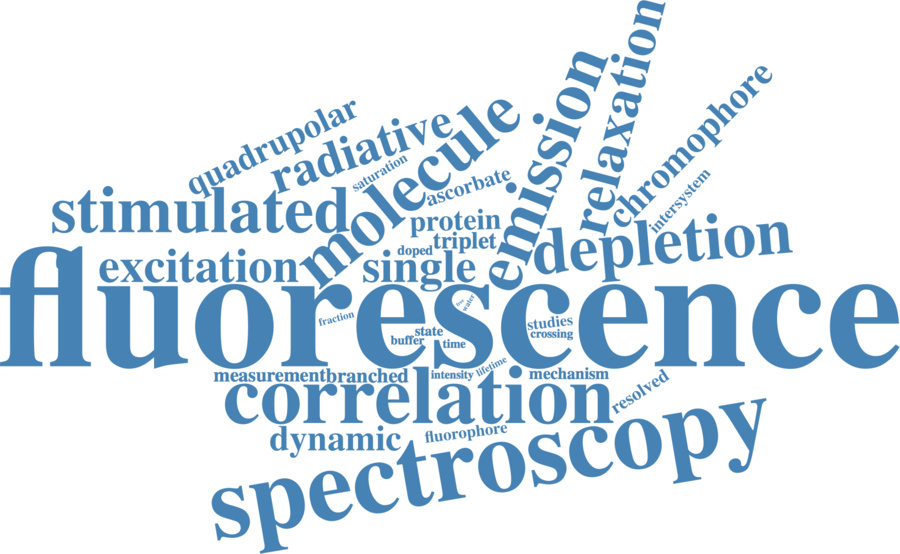 relaxation
emission
chromophore
quadrupolar
radiative
molecule
saturation
ascorbate
intersystem
stimulated
protein
triplet
doped
depletion
excitation
single
fluorescence
free
water
fraction
state
studies
buffer
time
crossing
measurement
branched
intensity
lifetime
mechanism
correlation
resolved
dynamic
fluorophore
spectroscopy